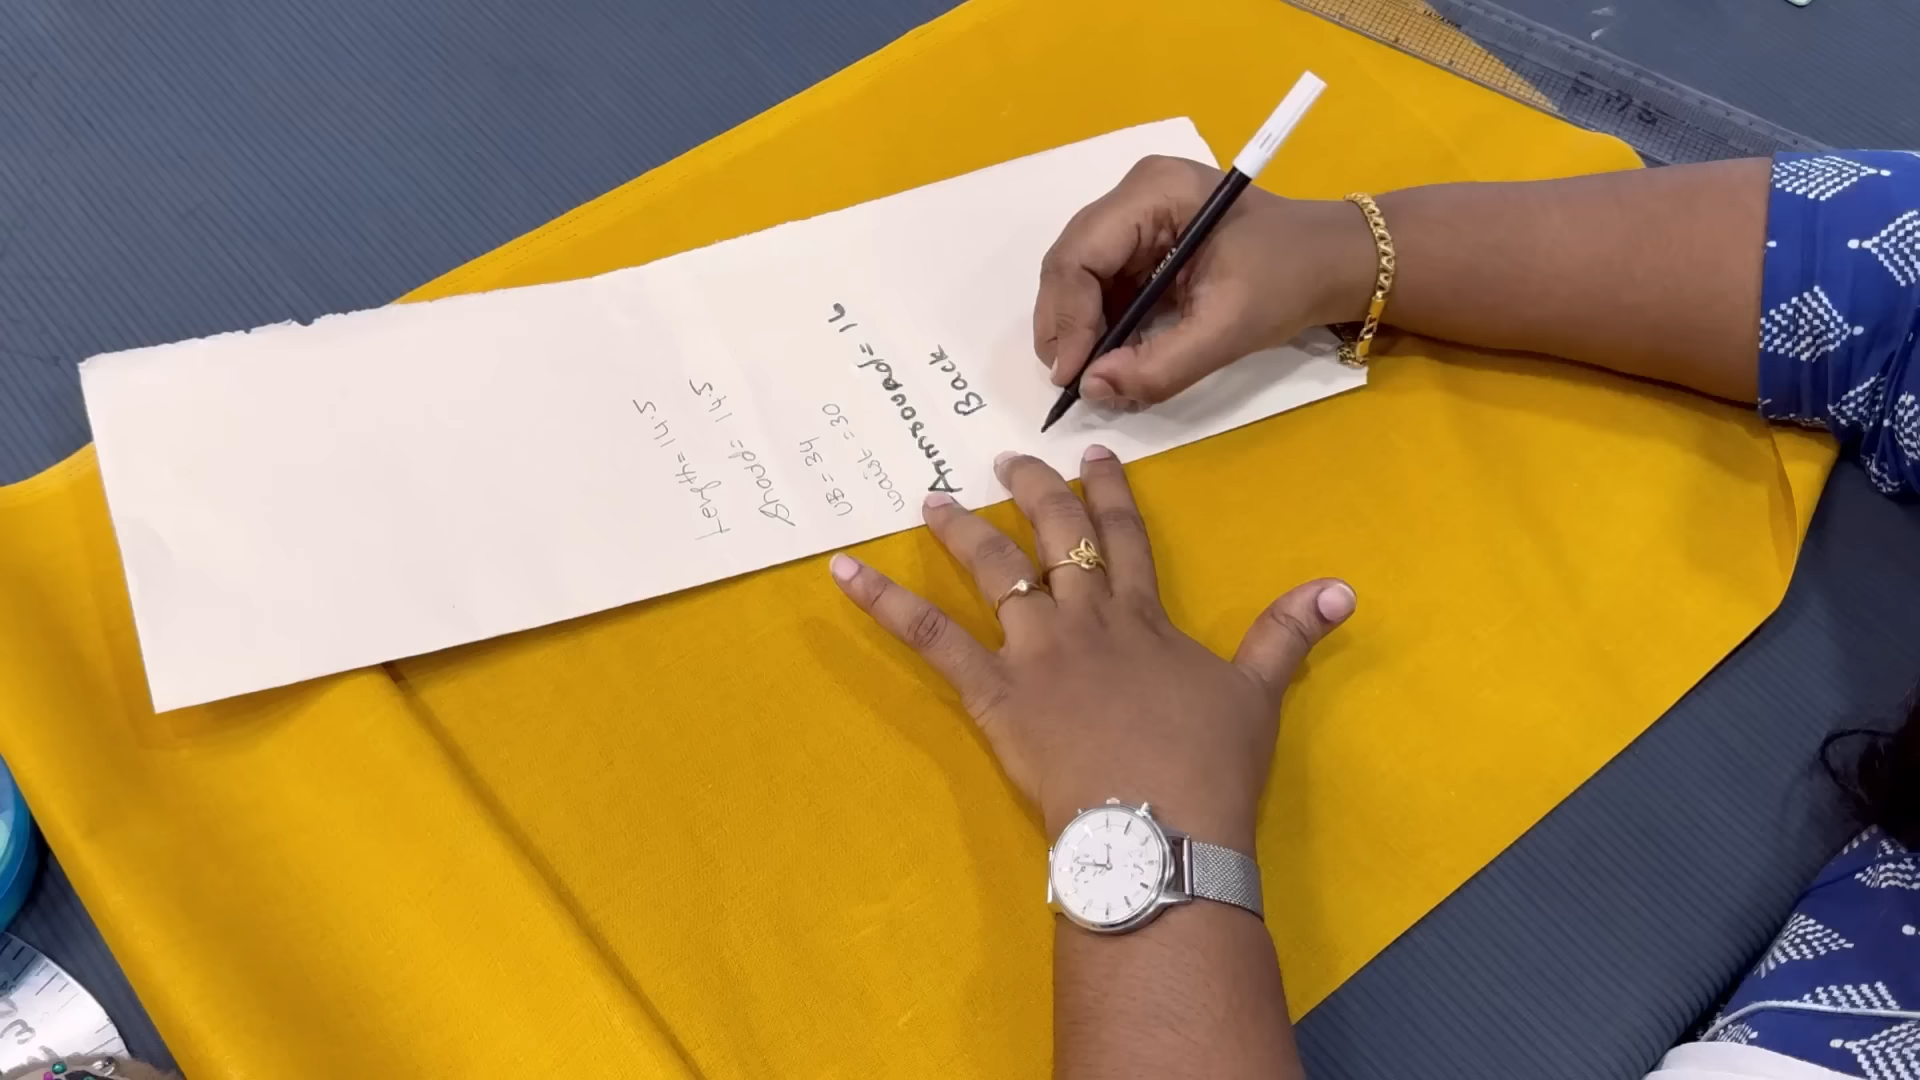 Length = 14.5
Should = 14.5
UB = 34
waist = 30
Armround = 16
Back